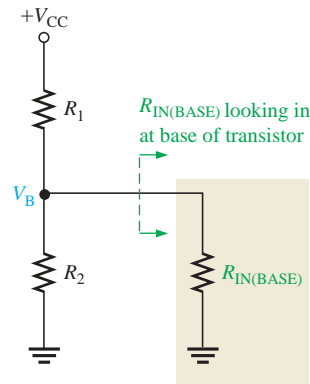 +V_CC
R_1
R_IN(BASE) looking in
at base of transistor
V_B
R_2
R_IN(BASE)